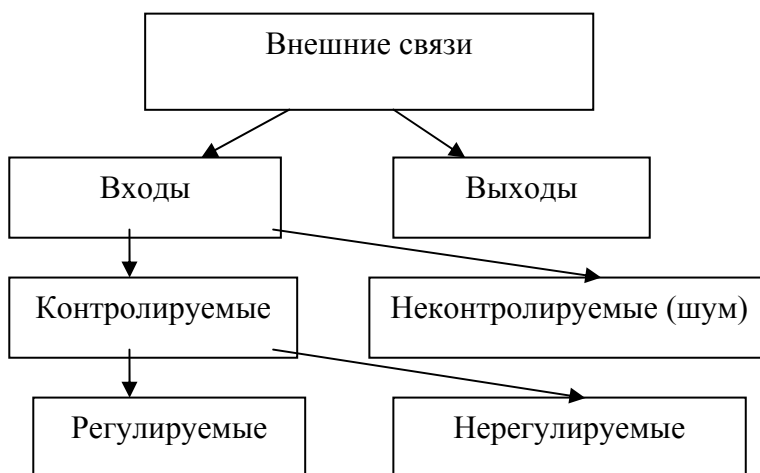 Внешние связи
Входы
Выходы
Контролируемые
Неконтролируемые (шум)
Регулируемые
Нерегулируемые